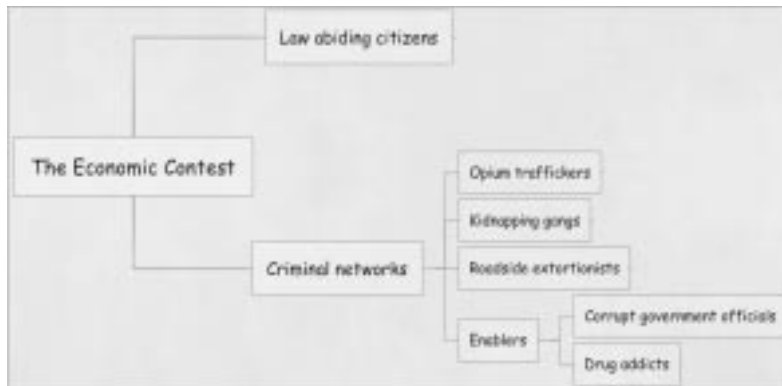 Law abiding citizens
The Economic Contest
Opium traffickers
Kidnapping gangs
Criminal networks
Roadside extortionists
Enablers
Corrupt government officials
Drug addicts